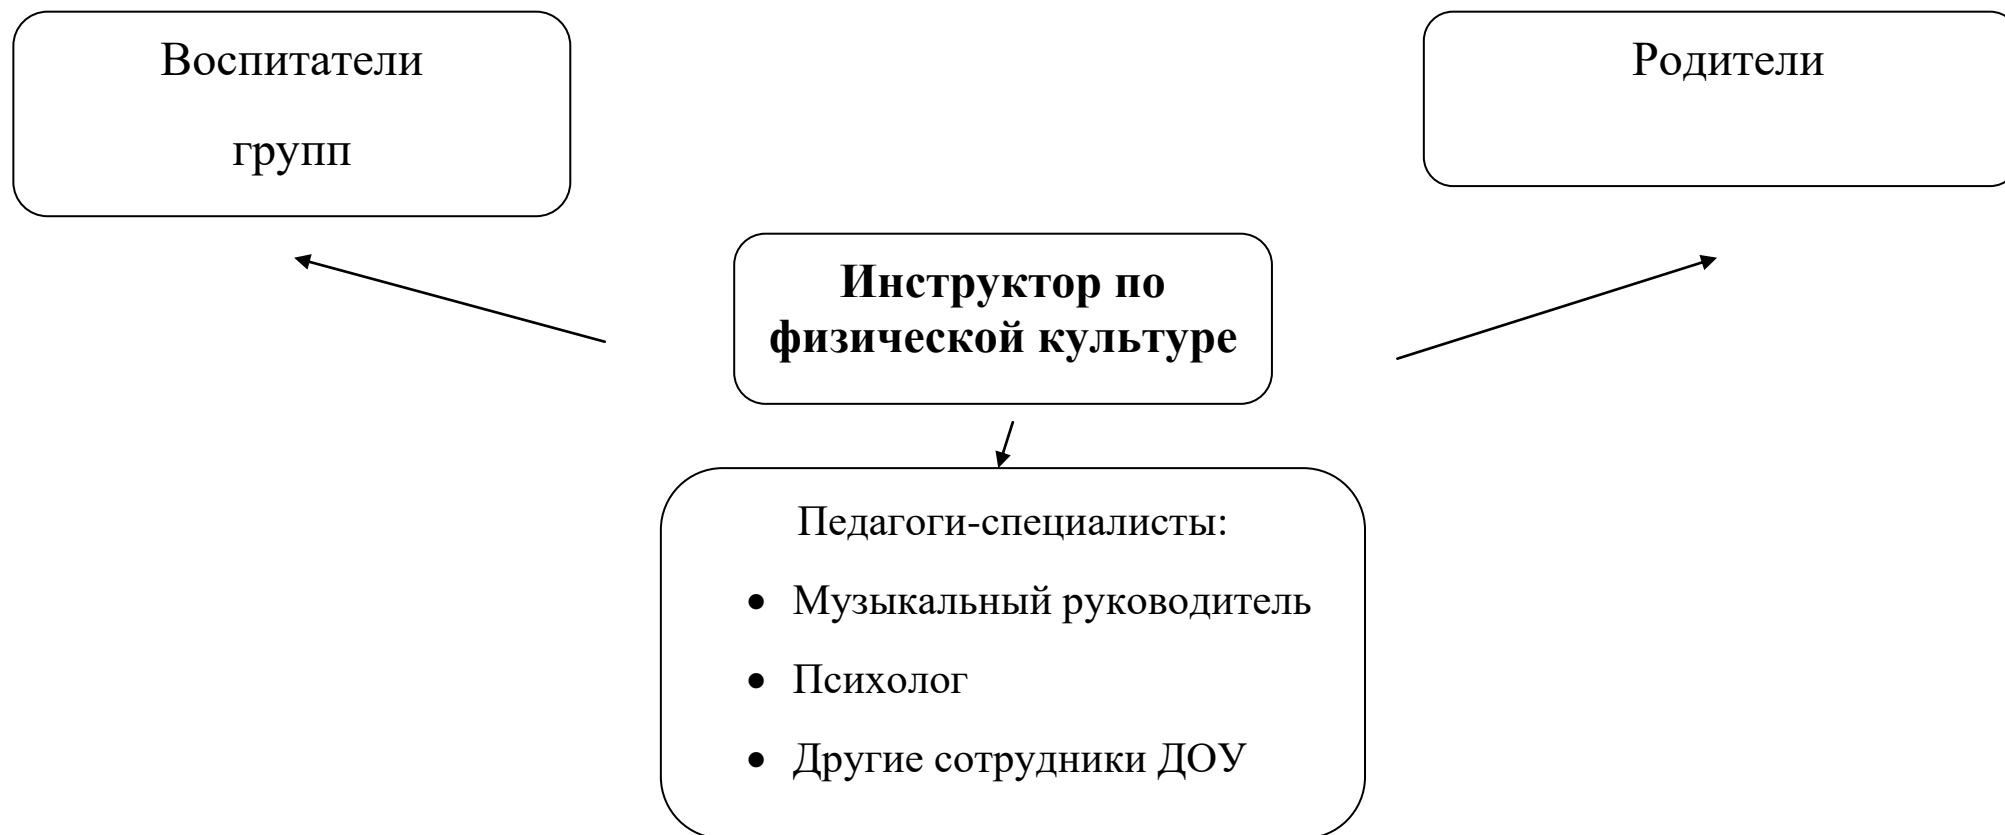 Воспитатели
групп
Родители
Инструктор по
физической культуре
Педагоги-специалисты:
• Музыкальный руководитель
• Психолог
• Другие сотрудники ДОУ